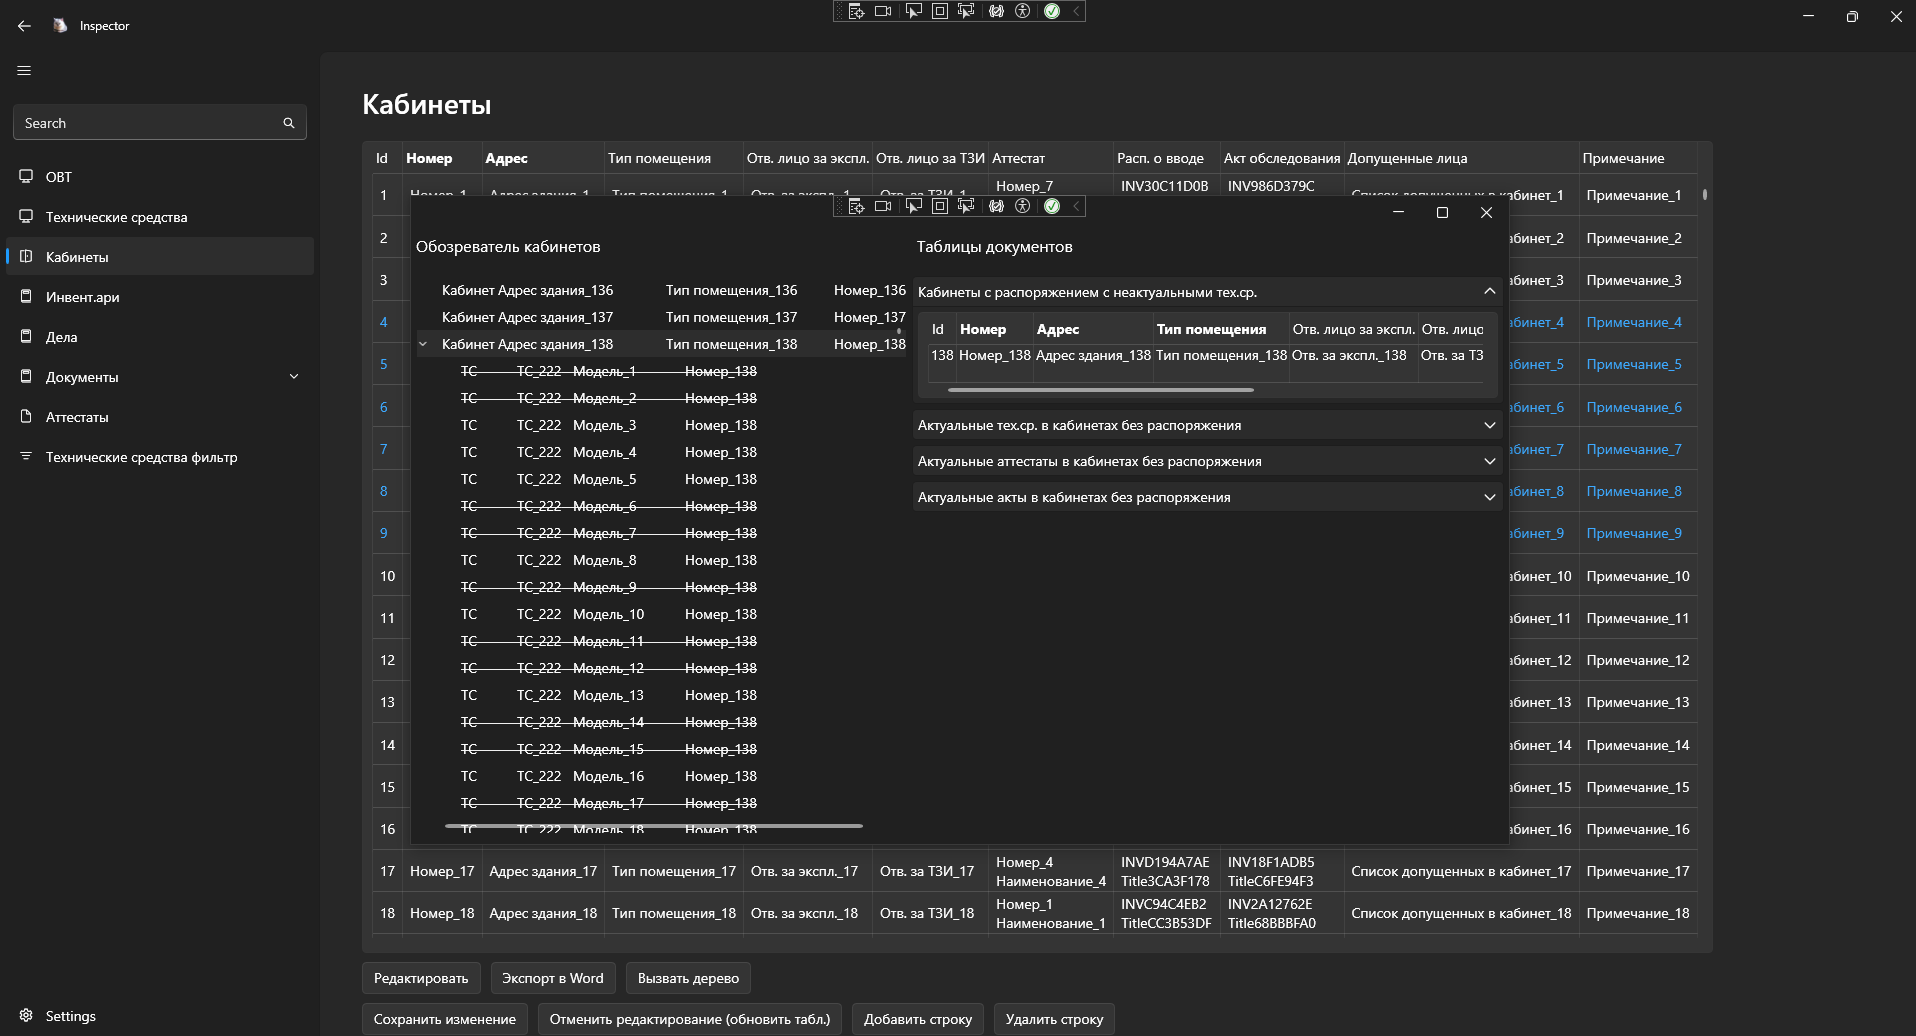 Inspector
Search
ОВТ
Технические средства
Кабинеты
Инвент.ари
Дела
Документы
Аттестаты
Технические средства фильтр
Settings
Кабинеты
Id Номер Адрес Тип помещения Отв. лицо за экспл. Отв. лицо за ТЗИ Аттестат Расп. о вводе Акт обследования Допущенные лица Примечание
1 Номер_1 Адрес здания_1 Тип помещения_1 Отв. за экспл._1 Отв. за ТЗИ_1 Номер_7 INV30C11D0B INV986D379C Список допущенных в кабинет_1 Примечание_1
2 абинет_2 Примечание_2
3 абинет_3 Примечание_3
4 абинет_4 Примечание_4
5 абинет_5 Примечание_5
6 абинет_6 Примечание_6
7 абинет_7 Примечание_7
8 абинет_8 Примечание_8
9 абинет_9 Примечание_9
10 абинет_10 Примечание_10
11 абинет_11 Примечание_11
12 абинет_12 Примечание_12
13 абинет_13 Примечание_13
14 абинет_14 Примечание_14
15 абинет_15 Примечание_15
16 абинет_16 Примечание_16
Обозреватель кабинетов
Кабинет Адрес здания_136 Тип помещения_136 Номер_136
Кабинет Адрес здания_137 Тип помещения_137 Номер_137
Кабинет Адрес здания_138 Тип помещения_138 Номер_138
ТС ТС_222 Модель_1 Номер_138
ТС ТС_222 Модель_2 Номер_138
ТС ТС_222 Модель_3 Номер_138
ТС ТС_222 Модель_4 Номер_138
ТС ТС_222 Модель_5 Номер_138
ТС ТС_222 Модель_6 Номер_138
ТС ТС_222 Модель_7 Номер_138
ТС ТС_222 Модель_8 Номер_138
ТС ТС_222 Модель_9 Номер_138
ТС ТС_222 Модель_10 Номер_138
ТС ТС_222 Модель_11 Номер_138
ТС ТС_222 Модель_12 Номер_138
ТС ТС_222 Модель_13 Номер_138
ТС ТС_222 Модель_14 Номер_138
ТС ТС_222 Модель_15 Номер_138
ТС ТС_222 Модель_16 Номер_138
ТС ТС_222 Модель_17 Номер_138
ТС ТС_222 Модель_18 Номер_138
Таблицы документов
Кабинеты с распоряжением с неактуальными тех.ср.
Id Номер Адрес Тип помещения Отв. лицо за экспл. Отв. лицо
138 Номер_138 Адрес здания_138 Тип помещения_138 Отв. за экспл._138 Отв. за ТЗ
Актуальные тех.ср. в кабинетах без распоряжения
Актуальные аттестаты в кабинетах без распоряжения
Актуальные акты в кабинетах без распоряжения
17 Номер_17 Адрес здания_17 Тип помещения_17 Отв. за экспл._17 Отв. за ТЗИ_17 Номер_4 INVD194A7AE INV18F1ADB5 Список допущенных в кабинет_17 Примечание_17
Наименование_4 Title3CA3F178 TitleC6FE94F3
18 Номер_18 Адрес здания_18 Тип помещения_18 Отв. за экспл._18 Отв. за ТЗИ_18 Номер_1 INVC94C4EB2 INV2A12762E Список допущенных в кабинет_18 Примечание_18
Наименование_1 TitleCC3B53DF Title68BBBFA0
Редактировать Экспорт в Word Вызвать дерево
Сохранить изменение Отменить редактирование (обновить табл.) Добавить строку Удалить строку